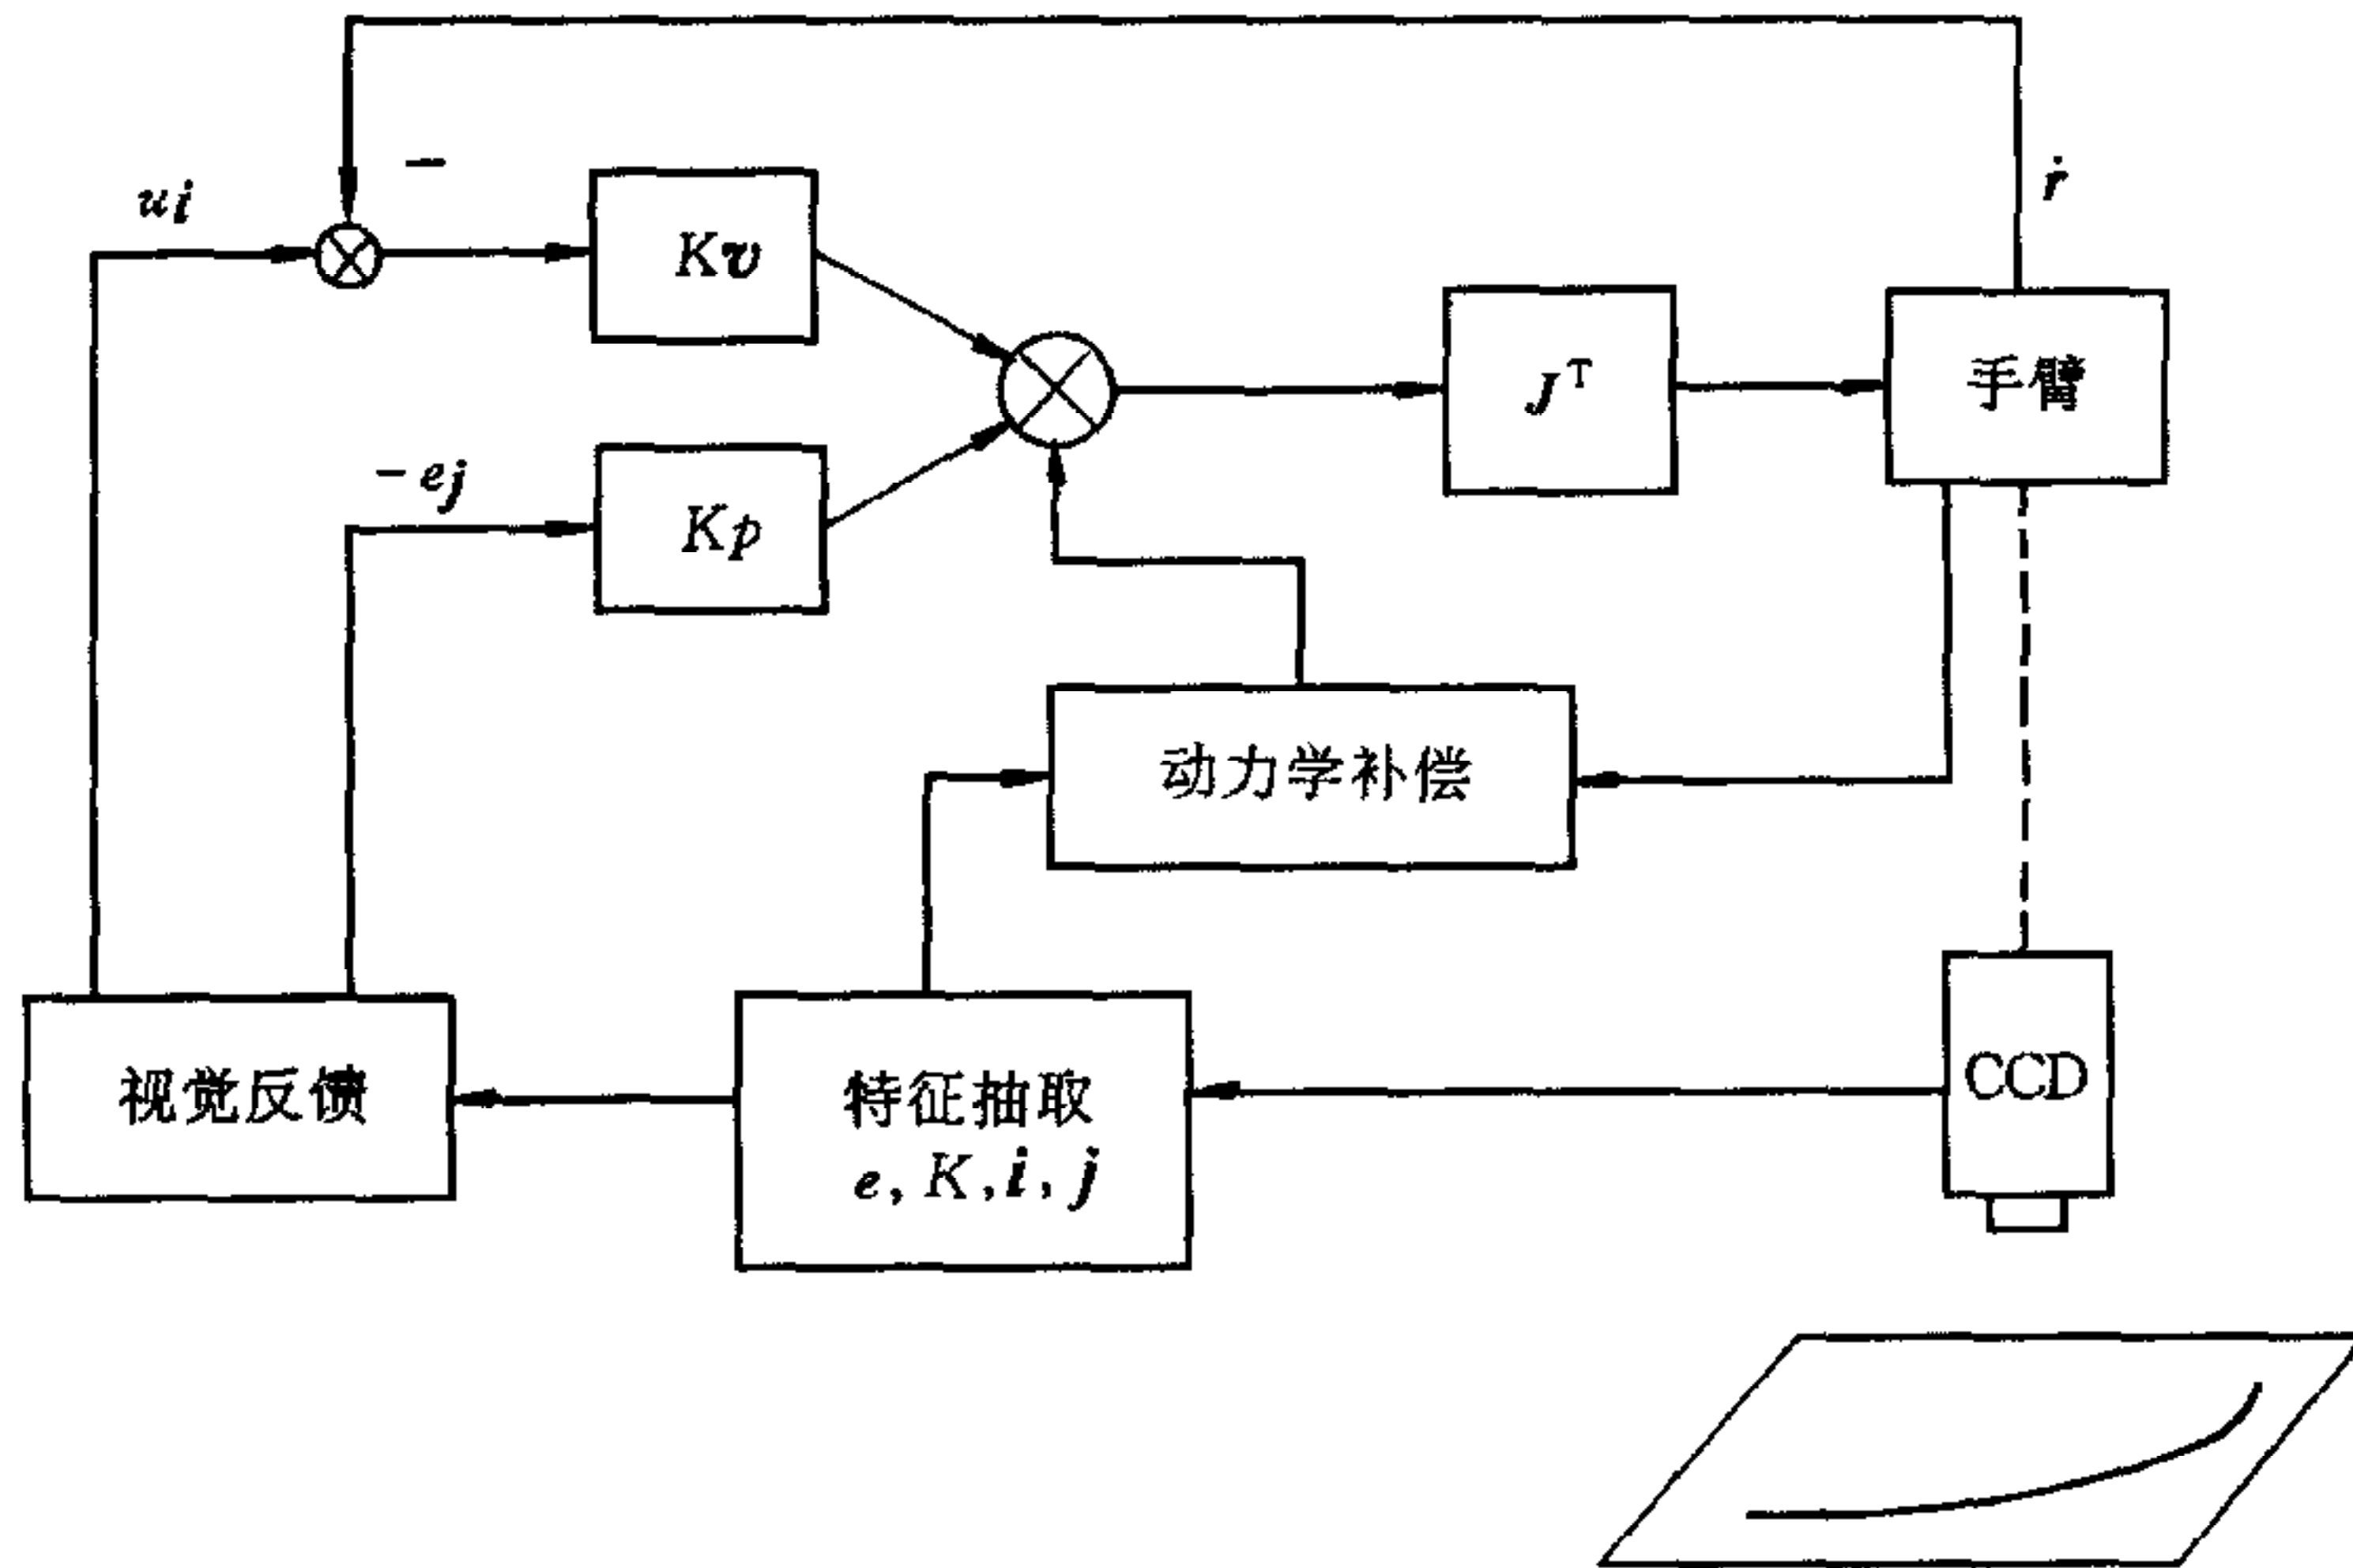 −
ui
ṙ
Kv
Jᵀ
手臂
−ej
Kp
动力学补偿
CCD
视觉反馈
特征抽取
e, K, i, j